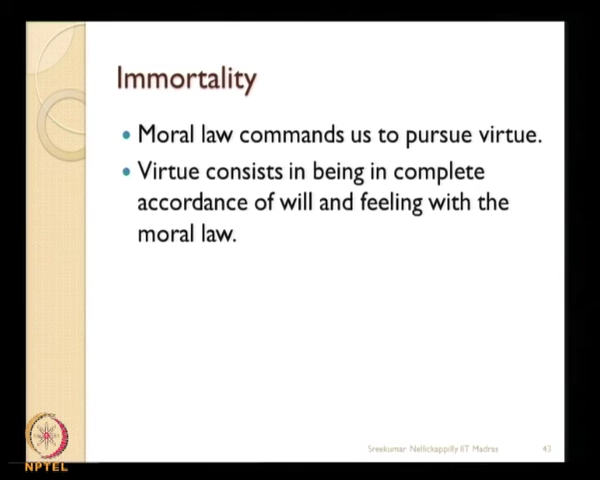 Immortality
Moral law commands us to pursue virtue.
Virtue consists in being in complete
accordance of will and feeling with the
moral law.
Sreekumar Nellickappilly IIT Madras
43
NPTEL